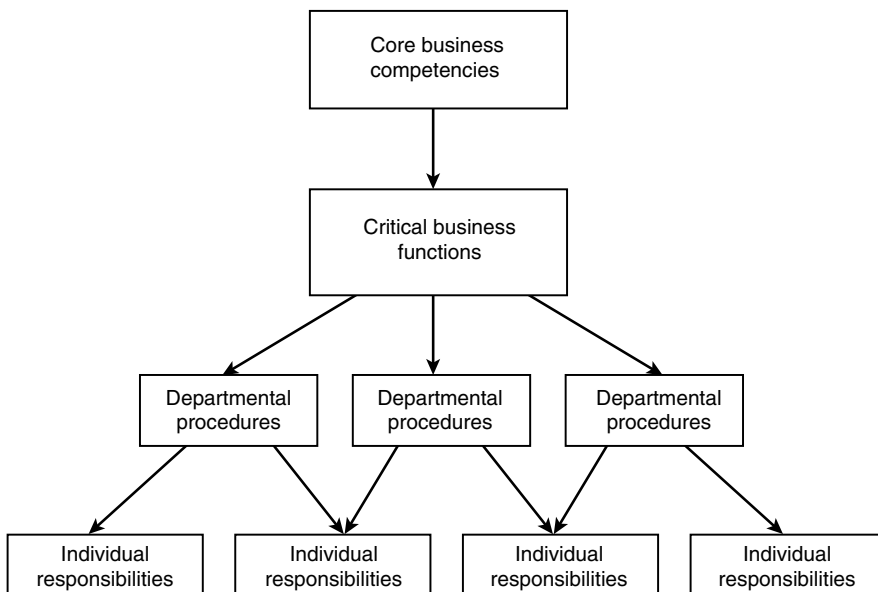 Core business
competencies
Critical business
functions
Departmental
procedures
Departmental
procedures
Departmental
procedures
Individual
responsibilities
Individual
responsibilities
Individual
responsibilities
Individual
responsibilities